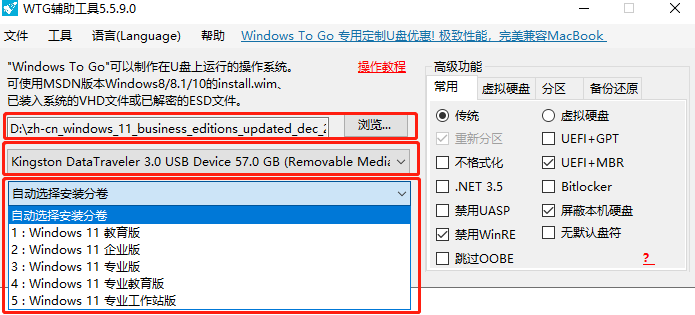 WTG辅助工具5.5.9.0
文件 工具 语言(Language) 帮助 Windows To Go 专用定制U盘优惠! 极致性能，完美兼容MacBook
"Windows To Go"可以制作在U盘上运行的操作系统。 操作教程
可使用MSDN版本Windows8/8.1/10的install.wim、
已装入系统的VHD文件或已解密的ESD文件。
D:\zh-cn_windows_11_business_editions_updated_dec_2 浏览...
Kingston DataTraveler 3.0 USB Device 57.0 GB (Removable Media
自动选择安装分卷
自动选择安装分卷
1 : Windows 11 教育版
2 : Windows 11 企业版
3 : Windows 11 专业版
4 : Windows 11 专业教育版
5 : Windows 11 专业工作站版
高级功能
常用 虚拟硬盘 分区 备份还原
传统 虚拟硬盘
重新分区 UEFI+GPT
不格式化 UEFI+MBR
.NET 3.5 Bitlocker
禁用UASP 屏蔽本机硬盘
禁用WinRE 无默认盘符
跳过OOBE ?